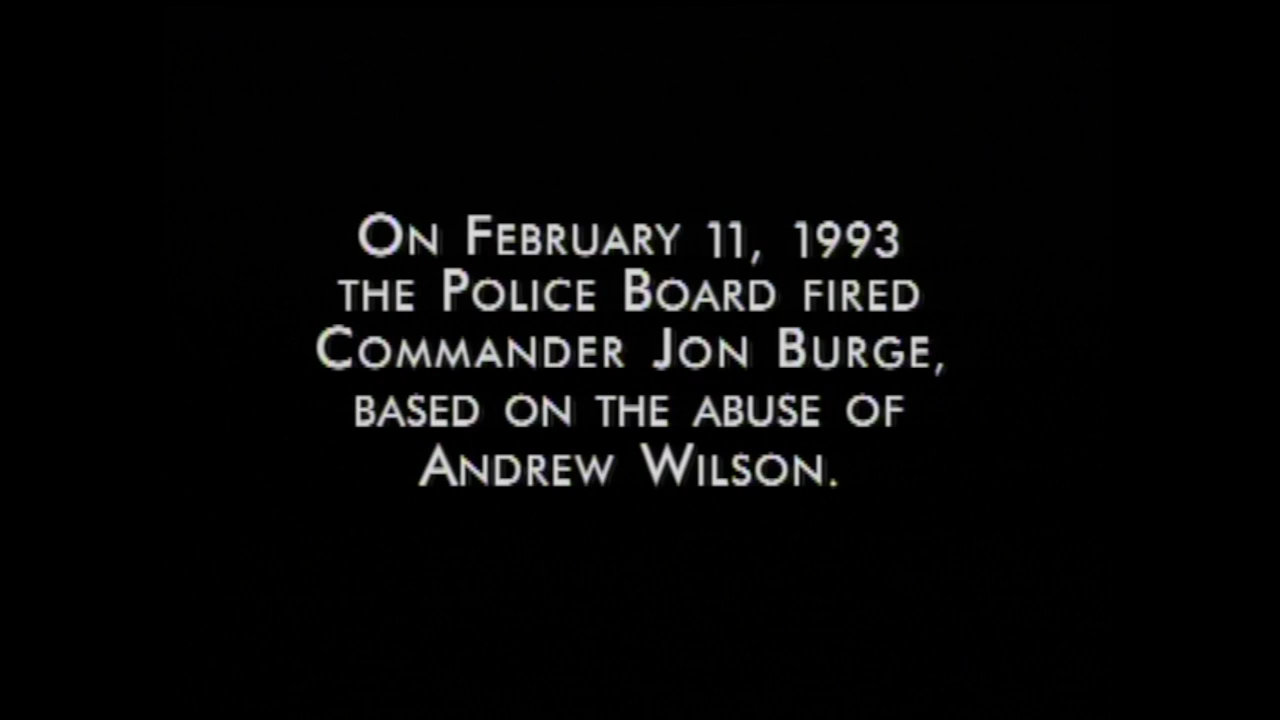 On February 11, 1993
the Police Board fired
Commander Jon Burge,
based on the abuse of
Andrew Wilson.